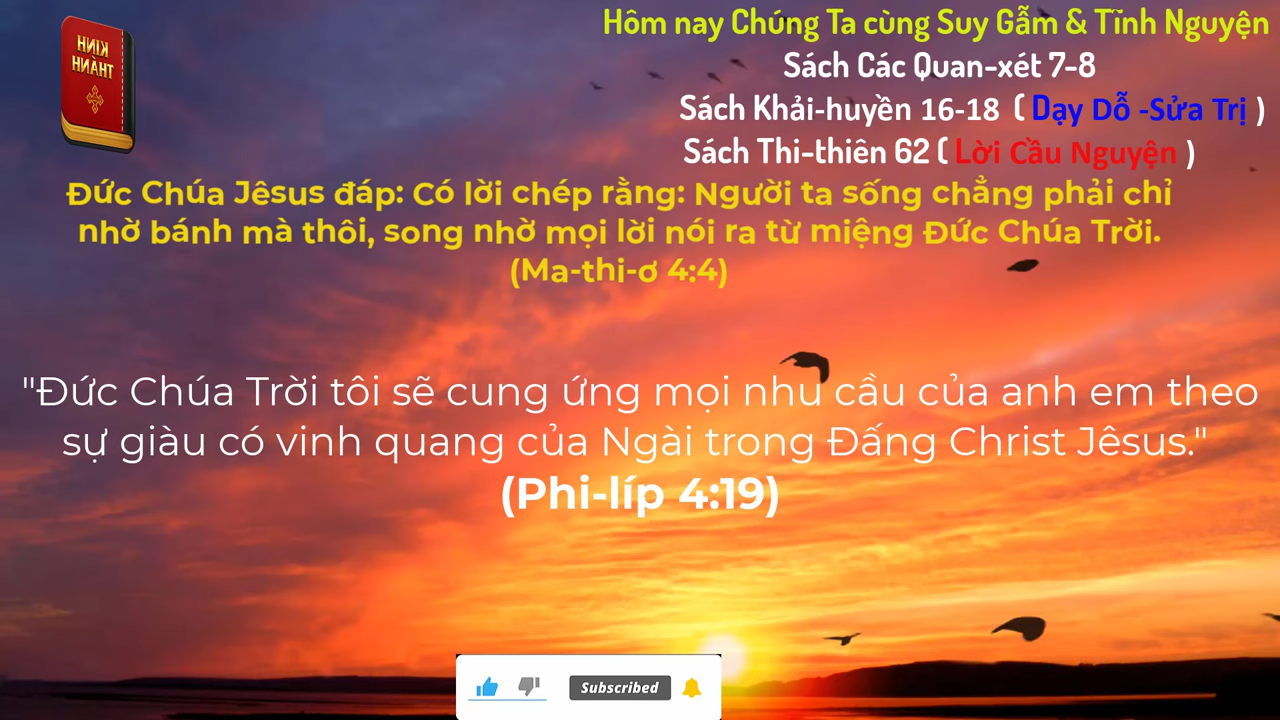 KINH
THÁNH
Hôm nay Chúng Ta cùng Suy Gẫm & Tĩnh Nguyện
Sách Các Quan-xét 7-8
Sách Khải-huyền 16-18 ( Dạy Dỗ -Sửa Trị )
Sách Thi-thiên 62 ( Lời Cầu Nguyện )
Đức Chúa Jêsus đáp: Có lời chép rằng: Người ta sống chẳng phải chỉ
nhờ bánh mà thôi, song nhờ mọi lời nói ra từ miệng Đức Chúa Trời.
(Ma-thi-ơ 4:4)
"Đức Chúa Trời tôi sẽ cung ứng mọi nhu cầu của anh em theo
sự giàu có vinh quang của Ngài trong Đấng Christ Jêsus."
(Phi-líp 4:19)
Subscribed